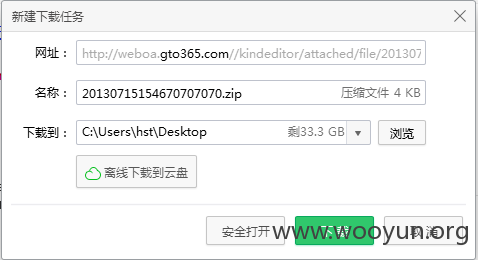 新建下载任务
网址： http://weboa.gto365.com//kindeditor/attached/file/201307
名称： 20130715154670707070.zip 压缩文件 4 KB
下载到： C:\Users\hst\Desktop 剩33.3 GB 浏览
离线下载到云盘
安全打开 取消
www.wooyun.org